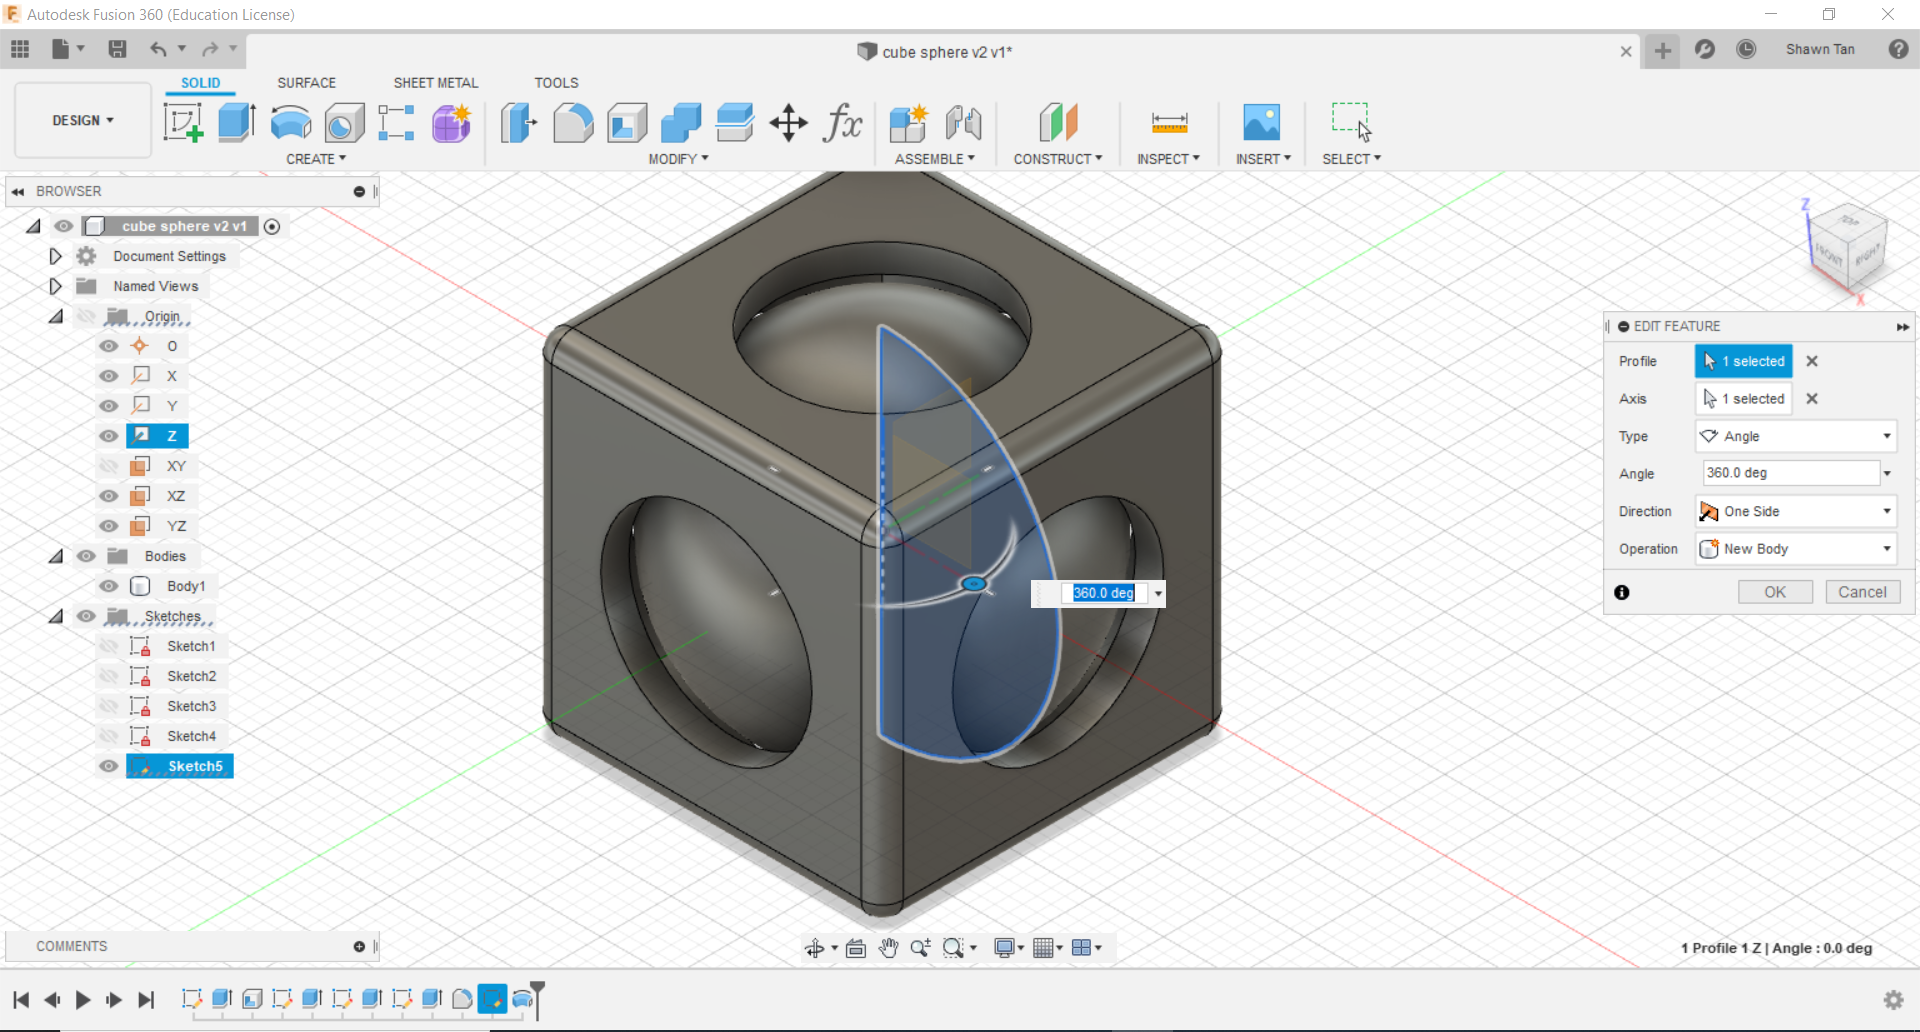 Autodesk Fusion 360 (Education License)
cube sphere v2 v1*
Shawn Tan
SOLID SURFACE SHEET METAL TOOLS
DESIGN
CREATE MODIFY ASSEMBLE CONSTRUCT INSPECT INSERT SELECT
BROWSER
cube sphere v2 v1
Document Settings
Named Views
Origin
O
X
Y
Z
XY
XZ
YZ
Bodies
Body1
Sketches
Sketch1
Sketch2
Sketch3
Sketch4
Sketch5
360.0 deg
Z
TOP
FRONT
RIGHT
X
EDIT FEATURE
Profile 1 selected
Axis 1 selected
Type Angle
Angle 360.0 deg
Direction One Side
Operation New Body
OK Cancel
COMMENTS
1 Profile 1 Z | Angle : 0.0 deg